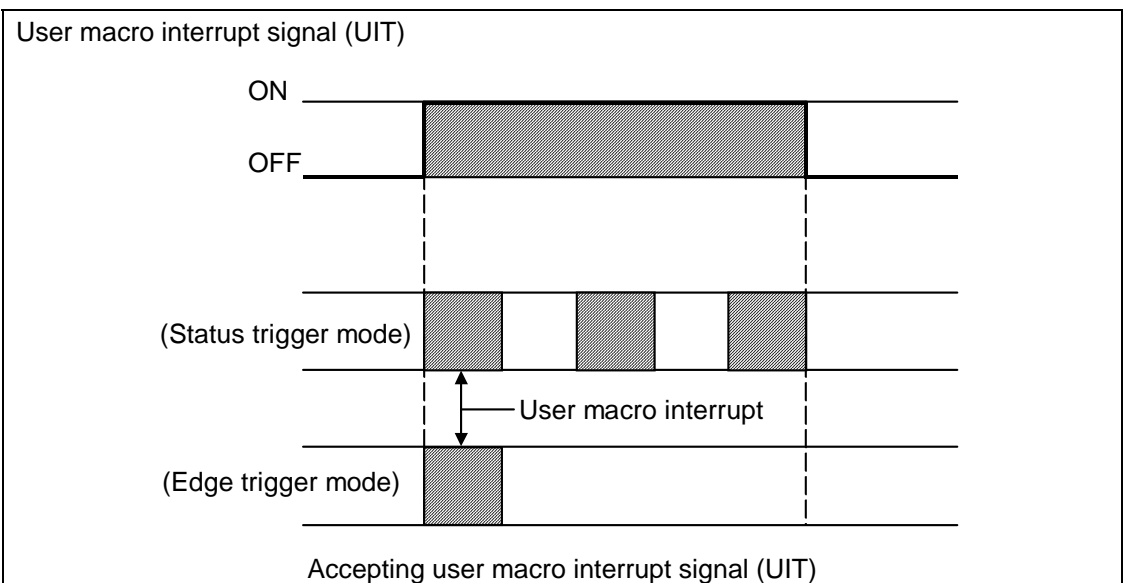 User macro interrupt signal (UIT)
ON
OFF
(Status trigger mode)
User macro interrupt
(Edge trigger mode)
Accepting user macro interrupt signal (UIT)